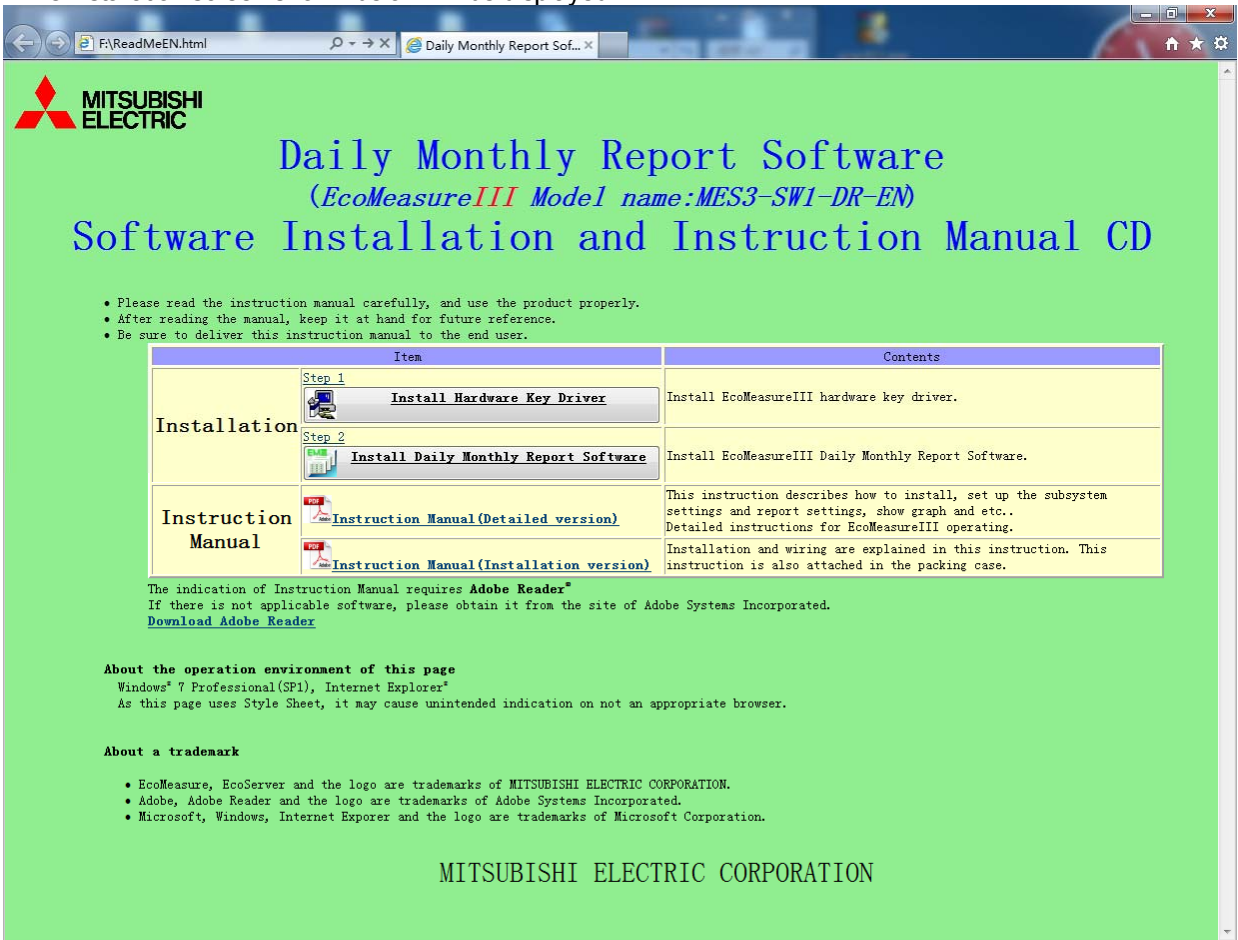 F:\ReadMeEN.html
Daily Monthly Report Sof...
MITSUBISHI
ELECTRIC
Daily Monthly Report Software
(EcoMeasureIII Model name:MES3-SW1-DR-EN)
Software Installation and Instruction Manual CD
• Please read the instruction manual carefully, and use the product properly.
• After reading the manual, keep it at hand for future reference.
• Be sure to deliver this instruction manual to the end user.
Item
Contents
Installation
Step 1
Install Hardware Key Driver
Install EcoMeasureIII hardware key driver.
Step 2
Install Daily Monthly Report Software
Install EcoMeasureIII Daily Monthly Report Software.
Instruction
Manual
Instruction Manual(Detailed version)
This instruction describes how to install, set up the subsystem
settings and report settings, show graph and etc..
Detailed instructions for EcoMeasureIII operating.
Instruction Manual(Installation version)
Installation and wiring are explained in this instruction. This
instruction is also attached in the packing case.
The indication of Instruction Manual requires Adobe Reader®
If there is not applicable software, please obtain it from the site of Adobe Systems Incorporated.
Download Adobe Reader
About the operation environment of this page
Windows® 7 Professional(SP1), Internet Explorer®
As this page uses Style Sheet, it may cause unintended indication on not an appropriate browser.
About a trademark
• EcoMeasure, EcoServer and the logo are trademarks of MITSUBISHI ELECTRIC CORPORATION.
• Adobe, Adobe Reader and the logo are trademarks of Adobe Systems Incorporated.
• Microsoft, Windows, Internet Exporer and the logo are trademarks of Microsoft Corporation.
MITSUBISHI ELECTRIC CORPORATION